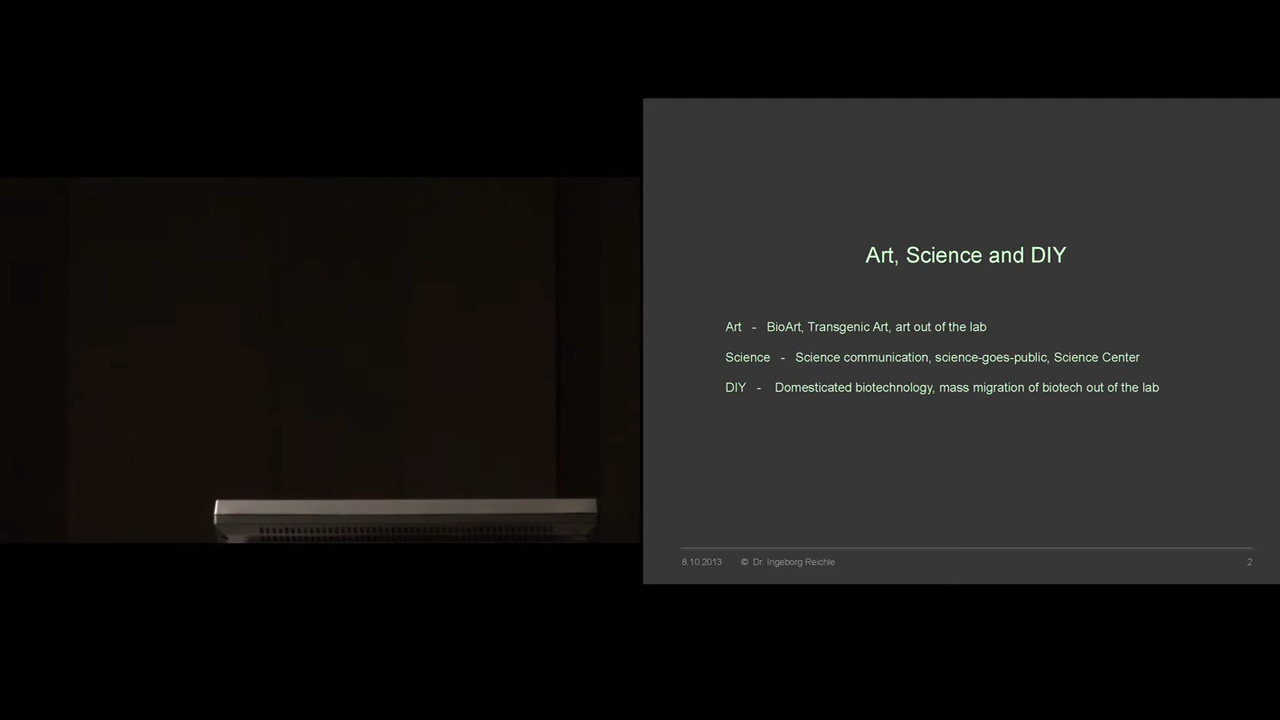 Art, Science and DIY
Art - BioArt, Transgenic Art, art out of the lab
Science - Science communication, science-goes-public, Science Center
DIY - Domesticated biotechnology, mass migration of biotech out of the lab
8.10.2013 © Dr. Ingeborg Reichle 2